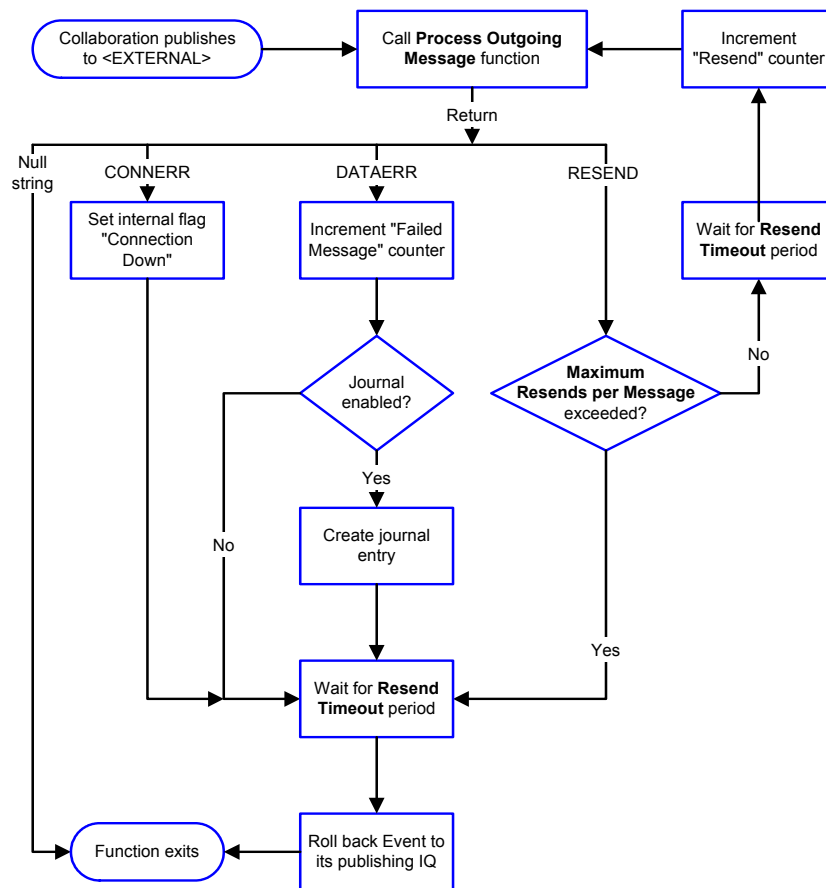 Collaboration publishes
to <EXTERNAL>
Call Process Outgoing
Message function
Increment
"Resend" counter
Return
Null
string
CONNERR
DATAERR
RESEND
Set internal flag
"Connection
Down"
Increment "Failed
Message" counter
Wait for Resend
Timeout period
Journal
enabled?
Maximum
Resends per Message
exceeded?
No
Yes
Create journal
entry
No
Yes
Wait for Resend
Timeout period
Function exits
Roll back Event to
its publishing IQ